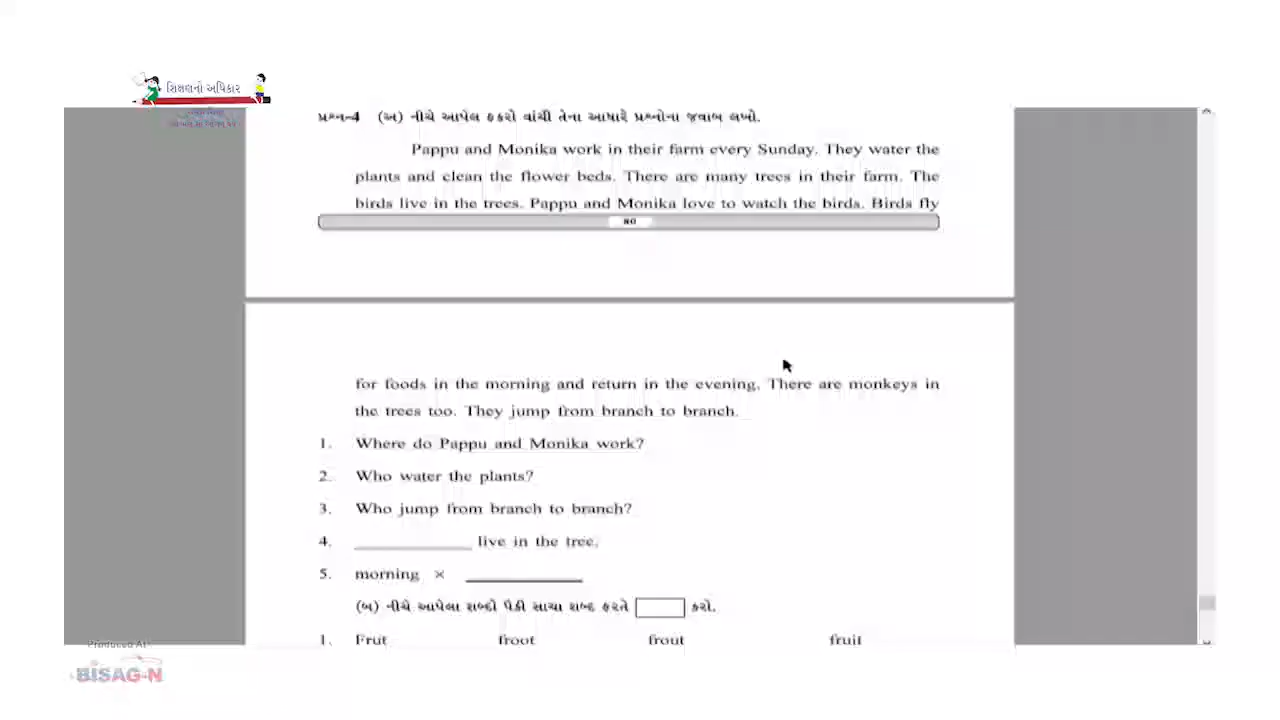 શિક્ષણનો અધિકાર
પ્રશ્ન-4 (અ) નીચે આપેલ ફકરો વાંચી તેના આધારે પ્રશ્નોના જવાબ લખો.
Pappu and Monika work in their farm every Sunday. They water the
plants and clean the flower beds. There are many trees in their farm. The
birds live in the trees. Pappu and Monika love to watch the birds. Birds fly
80
for foods in the morning and return in the evening. There are monkeys in
the trees too. They jump from branch to branch.
1. Where do Pappu and Monika work?
2. Who water the plants?
3. Who jump from branch to branch?
4. ____________ live in the tree.
5. morning × ____________
(બ) નીચે આપેલા શબ્દો પૈકી સાચા શબ્દ ફરતે કરો.
1. Frut froot frout fruit
Produced At
BISAG-N